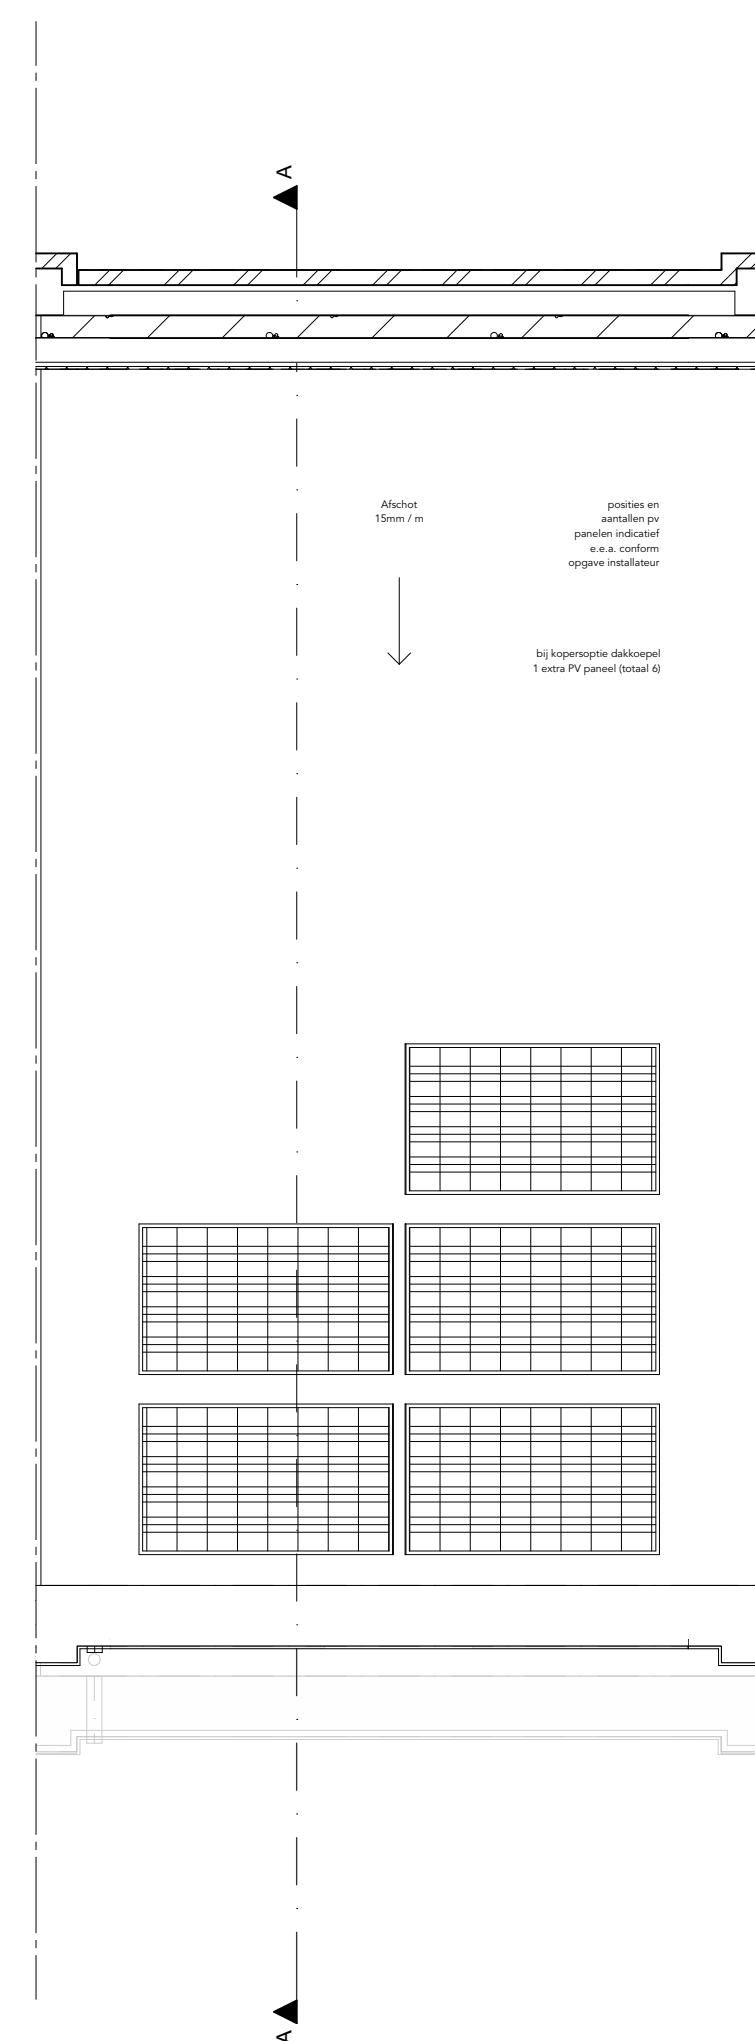 A
Afschot
15mm / m
posities en
aantallen pv
panelen indicatief
e.e.a. conform
opgave installateur
bij kopersoptie dakkoepel
1 extra PV paneel (totaal 6)
A